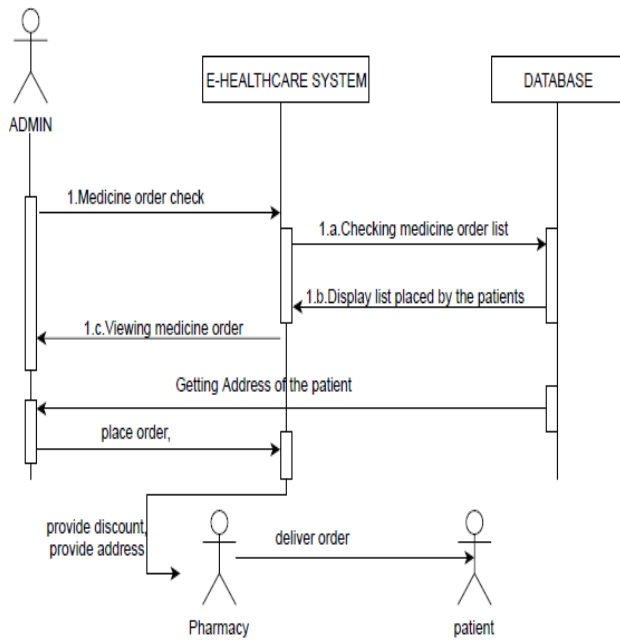 E-HEALTHCARE SYSTEM
DATABASE
ADMIN
1.Medicine order check
1.a.Checking medicine order list
1.b.Display list placed by the patients
1.c.Viewing medicine order
Getting Address of the patient
place order,
provide discount,
provide address
deliver order
Pharmacy
patient